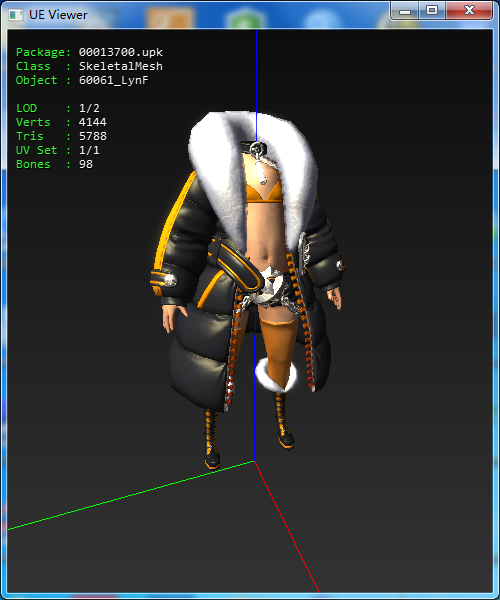 UE Viewer
Package: 00013700.upk
Class : SkeletalMesh
Object : 60061_LynF
LOD : 1/2
Verts : 4144
Tris : 5788
UV Set : 1/1
Bones : 98